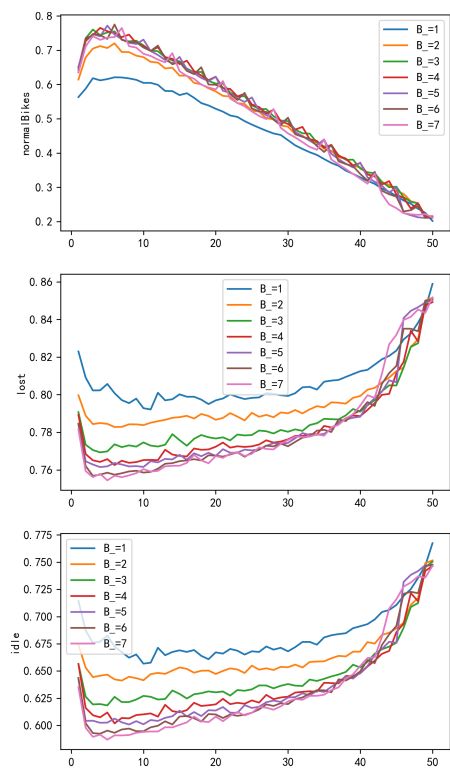 0.8
0.7
0.6
0.5
0.4
0.3
0.2
normalBikes
B_=1
B_=2
B_=3
B_=4
B_=5
B_=6
B_=7
0 10 20 30 40 50
0.86
0.84
0.82
0.80
0.78
0.76
lost
B_=1
B_=2
B_=3
B_=4
B_=5
B_=6
B_=7
0 10 20 30 40 50
0.775
0.750
0.725
0.700
0.675
0.650
0.625
0.600
idle
B_=1
B_=2
B_=3
B_=4
B_=5
B_=6
B_=7
0 10 20 30 40 50